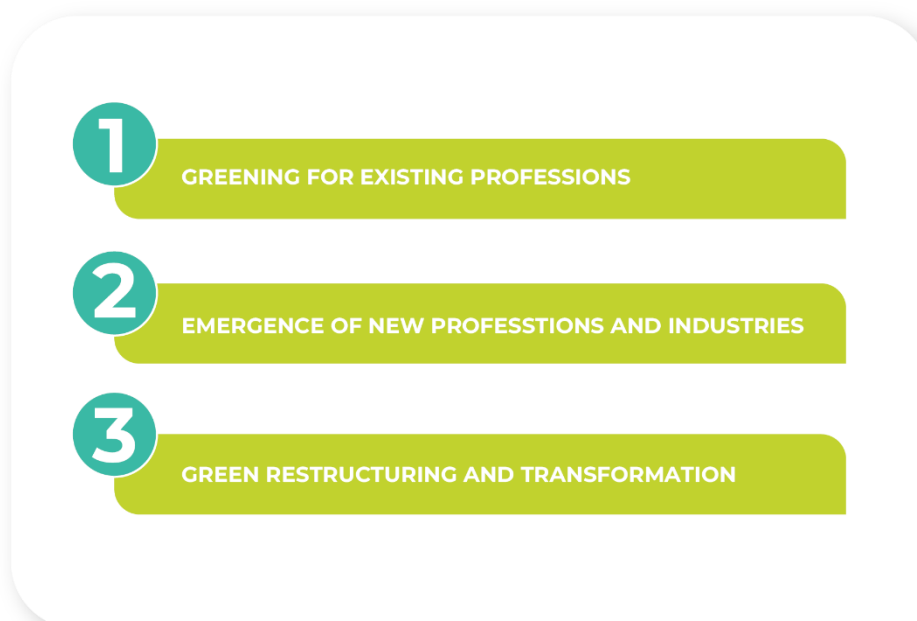 1
GREENING FOR EXISTING PROFESSIONS
2
EMERGENCE OF NEW PROFESSTIONS AND INDUSTRIES
3
GREEN RESTRUCTURING AND TRANSFORMATION